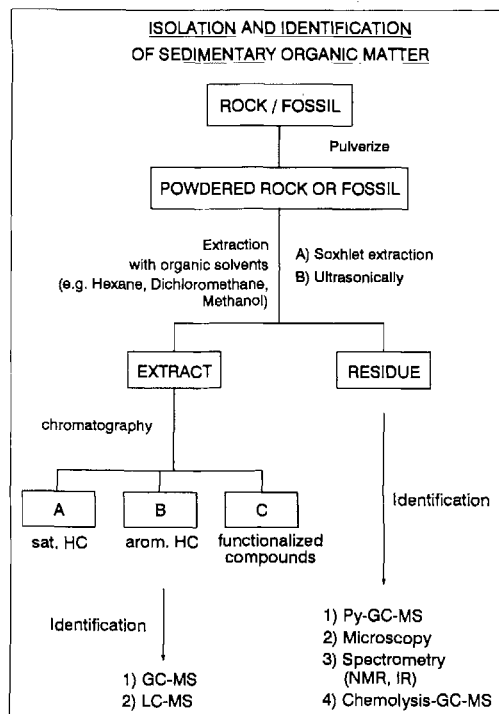 ISOLATION AND IDENTIFICATION
OF SEDIMENTARY ORGANIC MATTER
ROCK / FOSSIL
Pulverize
POWDERED ROCK OR FOSSIL
Extraction
with organic solvents
(e.g. Hexane, Dichloromethane,
Methanol)
A) Soxhlet extraction
B) Ultrasonically
EXTRACT
RESIDUE
chromatography
A
B
C
sat. HC
arom. HC
functionalized
compounds
Identification
1) GC-MS
2) LC-MS
Identification
1) Py-GC-MS
2) Microscopy
3) Spectrometry
(NMR, IR)
4) Chemolysis-GC-MS